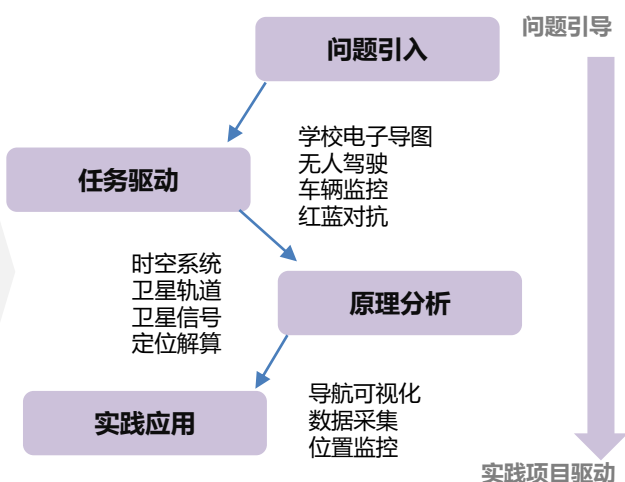 问题引导
问题引入
学校电子导图
无人驾驶
车辆监控
红蓝对抗
任务驱动
时空系统
卫星轨道
卫星信号
定位解算
原理分析
导航可视化
数据采集
位置监控
实践应用
实践项目驱动